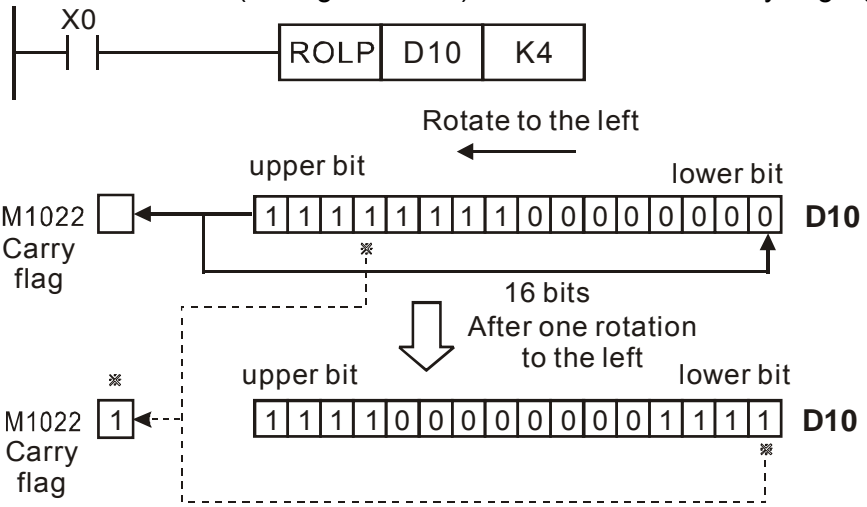 X0
ROLP D10 K4
Rotate to the left
upper bit lower bit
M1022 1 1 1 1 1 1 1 1 0 0 0 0 0 0 0 0 D10
Carry
flag
※
16 bits
After one rotation
to the left
※
upper bit lower bit
M1022 1 1 1 1 1 0 0 0 0 0 0 0 0 1 1 1 1 D10
Carry
flag
※